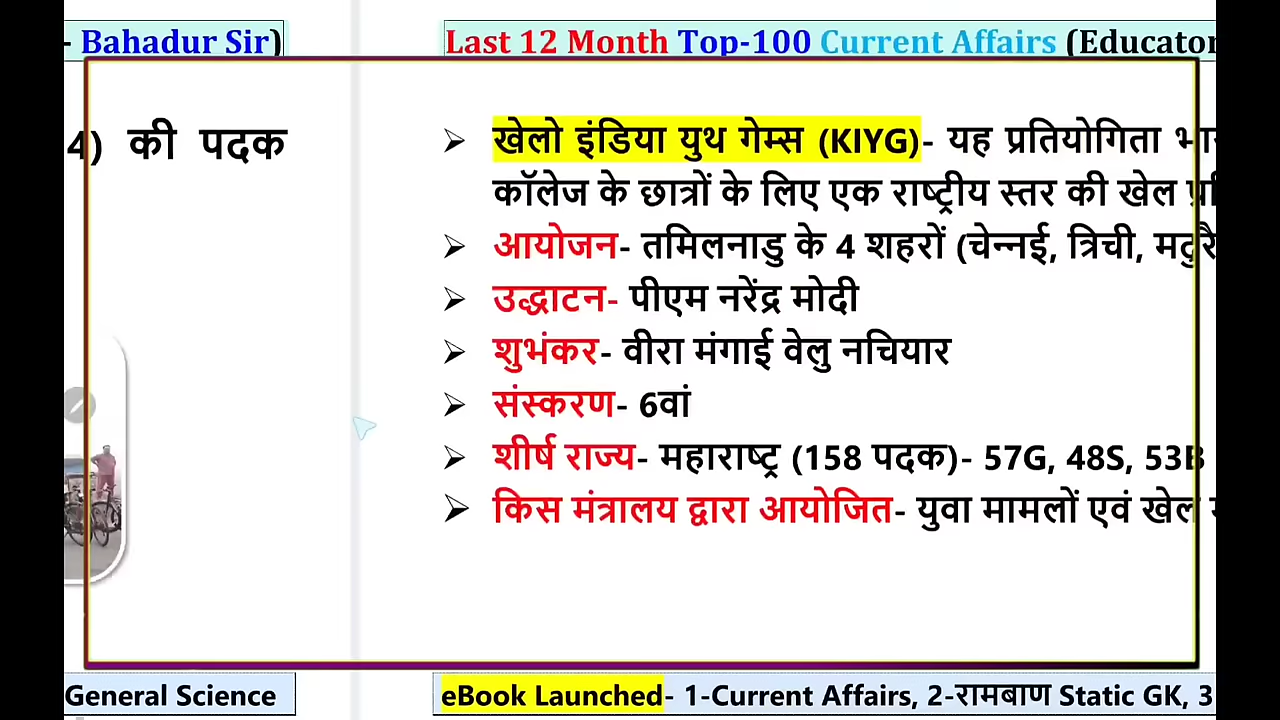 - Bahadur Sir)
Last 12 Month Top-100 Current Affairs (Educator
4) की पदक
➢ खेलो इंडिया युथ गेम्स (KIYG)- यह प्रतियोगिता
कॉलेज के छात्रों के लिए एक राष्ट्रीय स्तर की खेल
➢ आयोजन- तमिलनाडु के 4 शहरों (चेन्नई, त्रिची, मदुरै
➢ उद्घाटन- पीएम नरेंद्र मोदी
➢ शुभंकर- वीरा मंगाई वेलु नचियार
➢ संस्करण- 6वां
➢ शीर्ष राज्य- महाराष्ट्र (158 पदक)- 57G, 48S, 53B
➢ किस मंत्रालय द्वारा आयोजित- युवा मामलों एवं खेल
General Science
eBook Launched- 1-Current Affairs, 2-रामबाण Static GK, 3